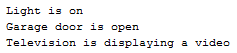 Light is on
Garage door is open
Television is displaying a video